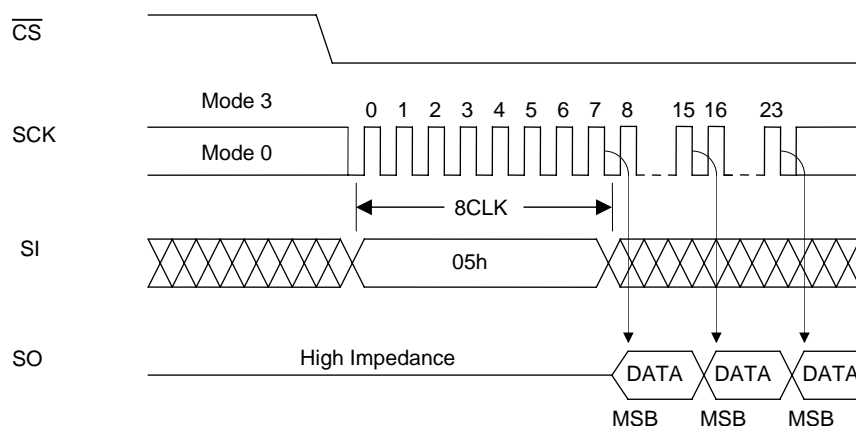 CS
Mode 3
0 1 2 3 4 5 6 7 8 15 16 23
SCK
Mode 0
8CLK
SI
05h
SO
High Impedance
DATA DATA DATA
MSB MSB MSB